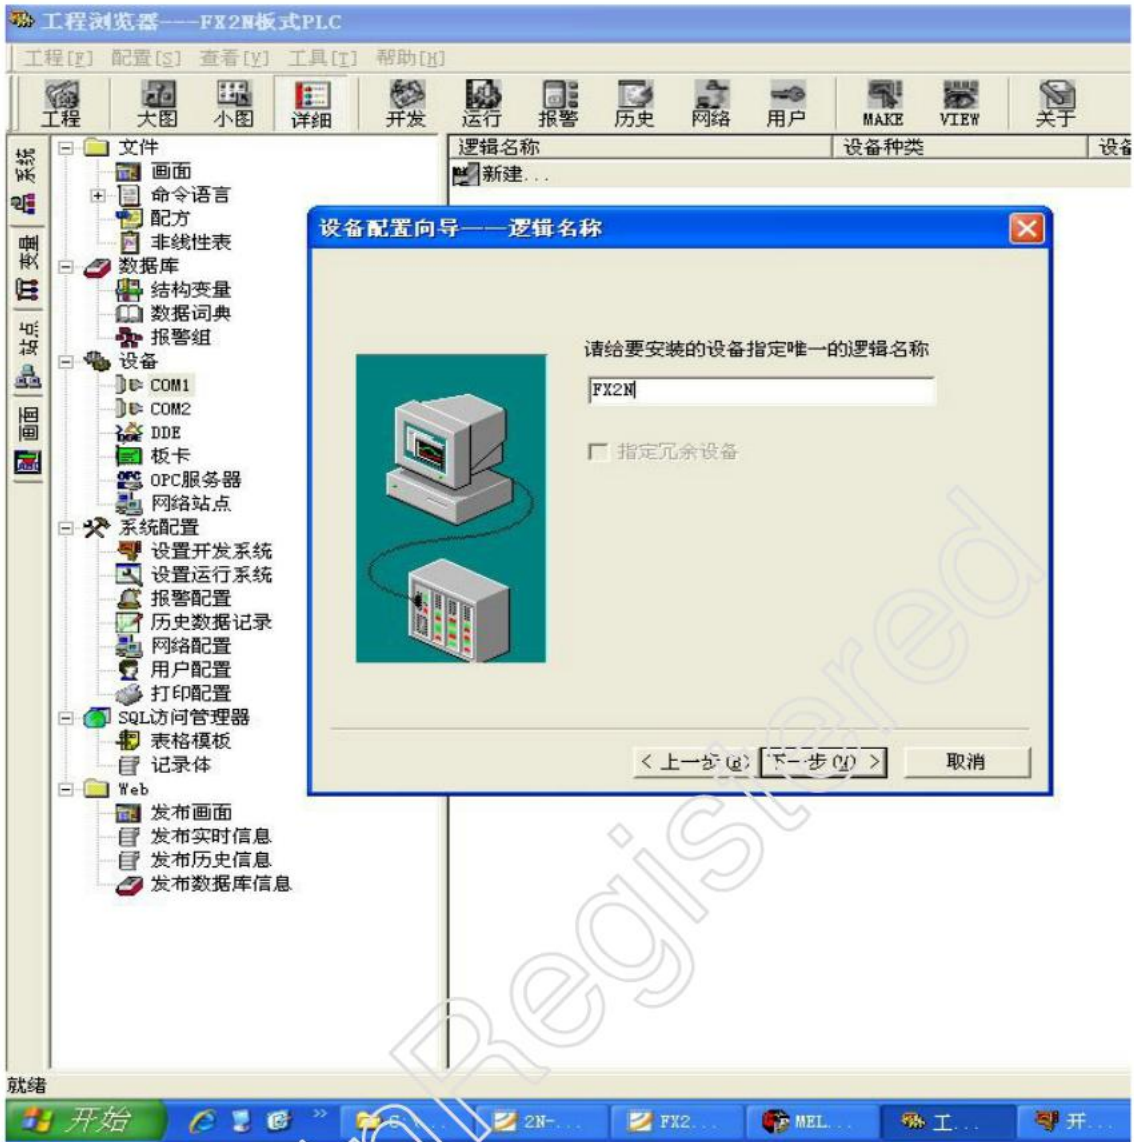 工程浏览器---FX2N板式PLC
工程[F] 配置[S] 查看[V] 工具[T] 帮助[H]
工程 大图 小图 详细 开发 运行 报警 历史 网络 用户 MAKE VIEW 关于
系统
变量
站点
画面
文件
画面
命令语言
配方
非线性表
数据库
结构变量
数据词典
报警组
设备
COM1
COM2
DDE
板卡
OPC服务器
网络站点
系统配置
设置开发系统
设置运行系统
报警配置
历史数据记录
网络配置
用户配置
打印配置
SQL访问管理器
表格模板
记录体
Web
发布画面
发布实时信息
发布历史信息
发布数据库信息
逻辑名称 设备种类 设备
新建...
设备配置向导——逻辑名称
请给要安装的设备指定唯一的逻辑名称
FX2N
指定冗余设备
< 上一步(B) 下一步(N) > 取消
Registered
就绪
开始 » 2N-... FX2... MEL... 工... 开...